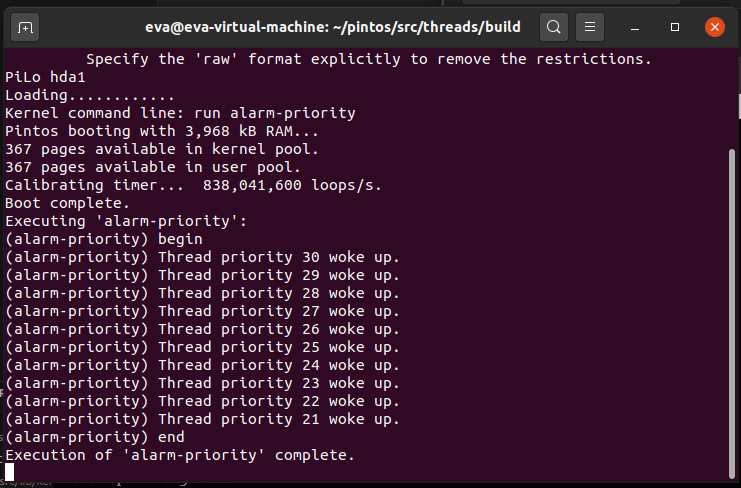 eva@eva-virtual-machine: ~/pintos/src/threads/build
Specify the 'raw' format explicitly to remove the restrictions.
PiLo hda1
Loading............
Kernel command line: run alarm-priority
Pintos booting with 3,968 kB RAM...
367 pages available in kernel pool.
367 pages available in user pool.
Calibrating timer...  838,041,600 loops/s.
Boot complete.
Executing 'alarm-priority':
(alarm-priority) begin
(alarm-priority) Thread priority 30 woke up.
(alarm-priority) Thread priority 29 woke up.
(alarm-priority) Thread priority 28 woke up.
(alarm-priority) Thread priority 27 woke up.
(alarm-priority) Thread priority 26 woke up.
(alarm-priority) Thread priority 25 woke up.
(alarm-priority) Thread priority 24 woke up.
(alarm-priority) Thread priority 23 woke up.
(alarm-priority) Thread priority 22 woke up.
(alarm-priority) Thread priority 21 woke up.
(alarm-priority) end
Execution of 'alarm-priority' complete.